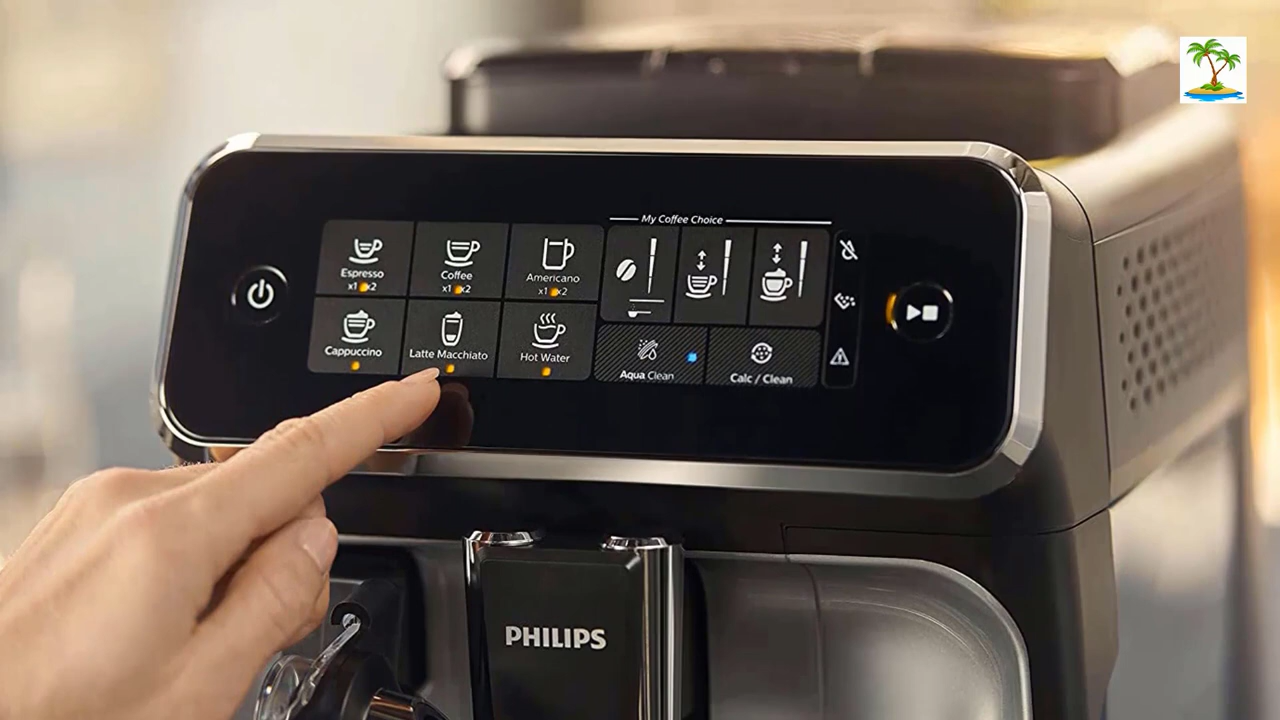 My Coffee Choice
Espresso
x1 x2
Coffee
x1 x2
Americano
x1 x2
Cappuccino
Latte Macchiato
Hot Water
Aqua Clean
Calc / Clean
PHILIPS